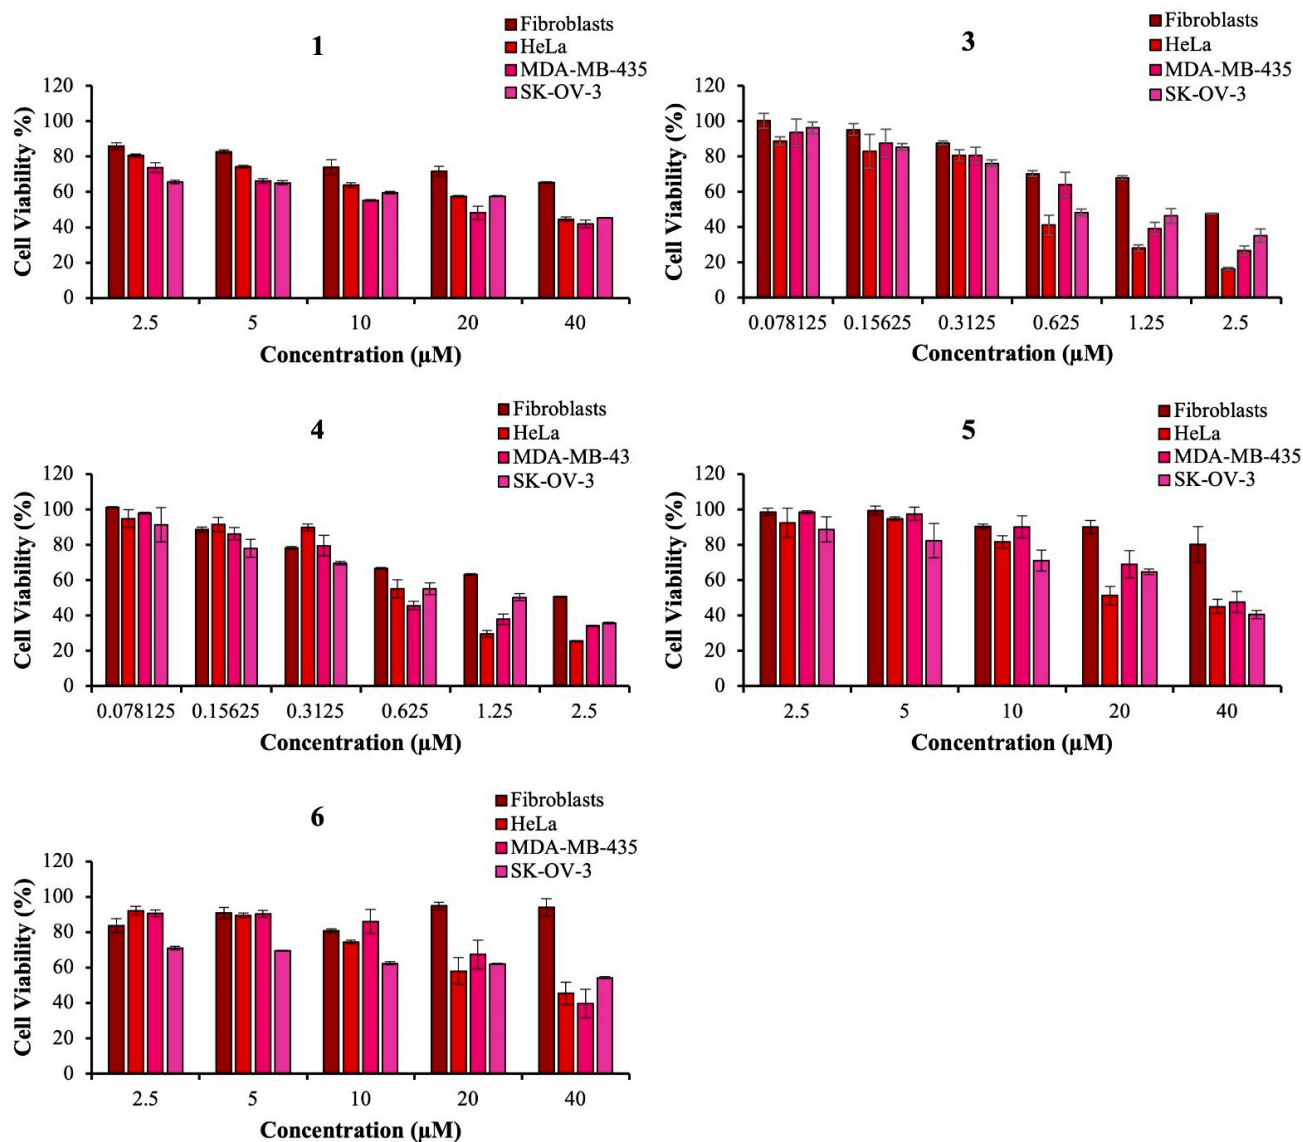 1
Fibroblasts
HeLa
MDA-MB-435
SK-OV-3
Cell Viability %)
120
100
80
60
40
20
0
2.5 5 10 20 40
Concentration (µM)
3
Fibroblasts
HeLa
MDA-MB-435
SK-OV-3
Cell Viability (%)
120
100
80
60
40
20
0
0.078125 0.15625 0.3125 0.625 1.25 2.5
Concentration (µM)
4
Fibroblasts
HeLa
MDA-MB-43
SK-OV-3
Cell Viability (%)
120
100
80
60
40
20
0
0.078125 0.15625 0.3125 0.625 1.25 2.5
Concentration (µM)
5
Fibroblasts
HeLa
MDA-MB-435
SK-OV-3
Cell Viability (%)
120
100
80
60
40
20
0
2.5 5 10 20 40
Concentration (µM)
6
Fibroblasts
HeLa
MDA-MB-435
SK-OV-3
Cell Viability (%)
120
100
80
60
40
20
0
2.5 5 10 20 40
Concentration (µM)